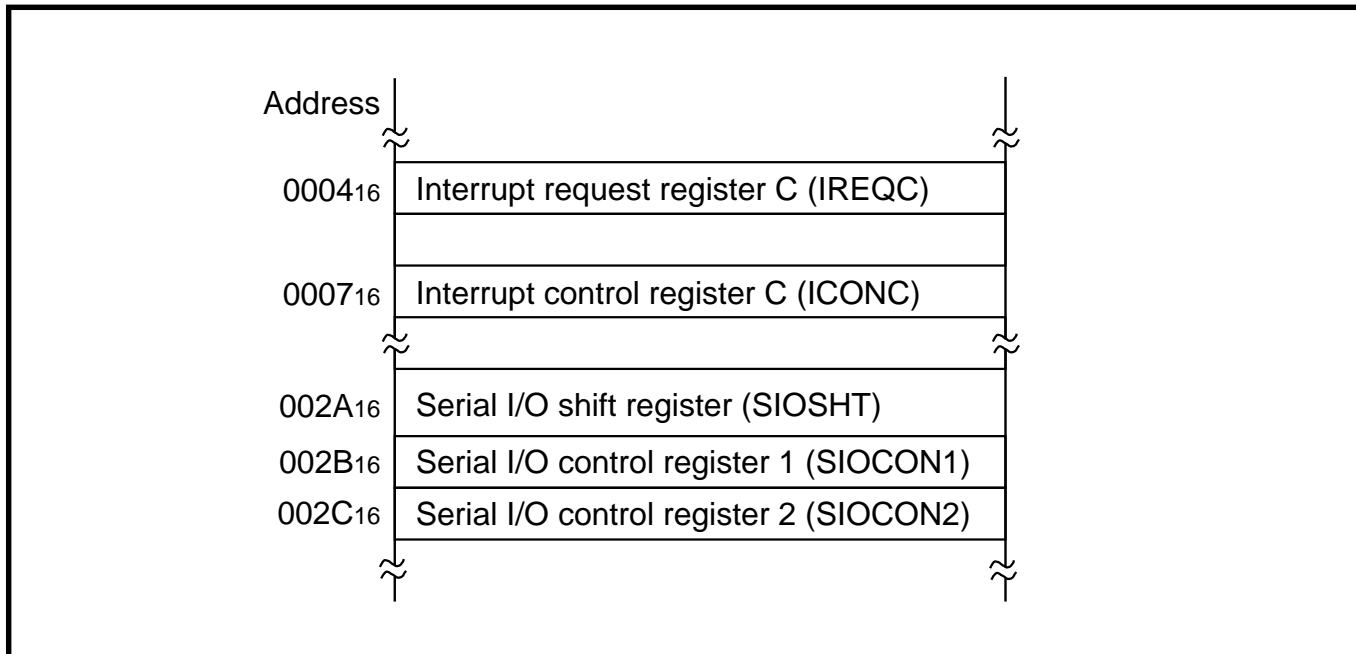 Address
0004₁₆ Interrupt request register C (IREQC)
0007₁₆ Interrupt control register C (ICONC)
002A₁₆ Serial I/O shift register (SIOSHT)
002B₁₆ Serial I/O control register 1 (SIOCON1)
002C₁₆ Serial I/O control register 2 (SIOCON2)